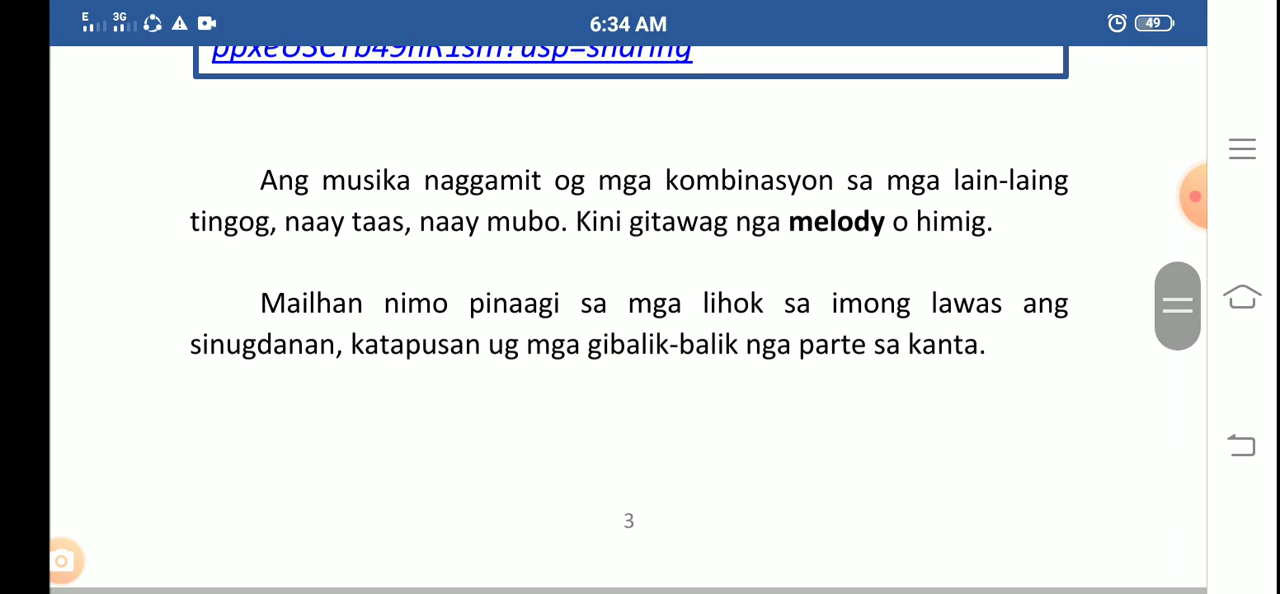 E 3G 6:34 AM 49
Ang musika naggamit og mga kombinasyon sa mga lain-laing
tingog, naay taas, naay mubo. Kini gitawag nga melody o himig.
Mailhan nimo pinaagi sa mga lihok sa imong lawas ang
sinugdanan, katapusan ug mga gibalik-balik nga parte sa kanta.
3